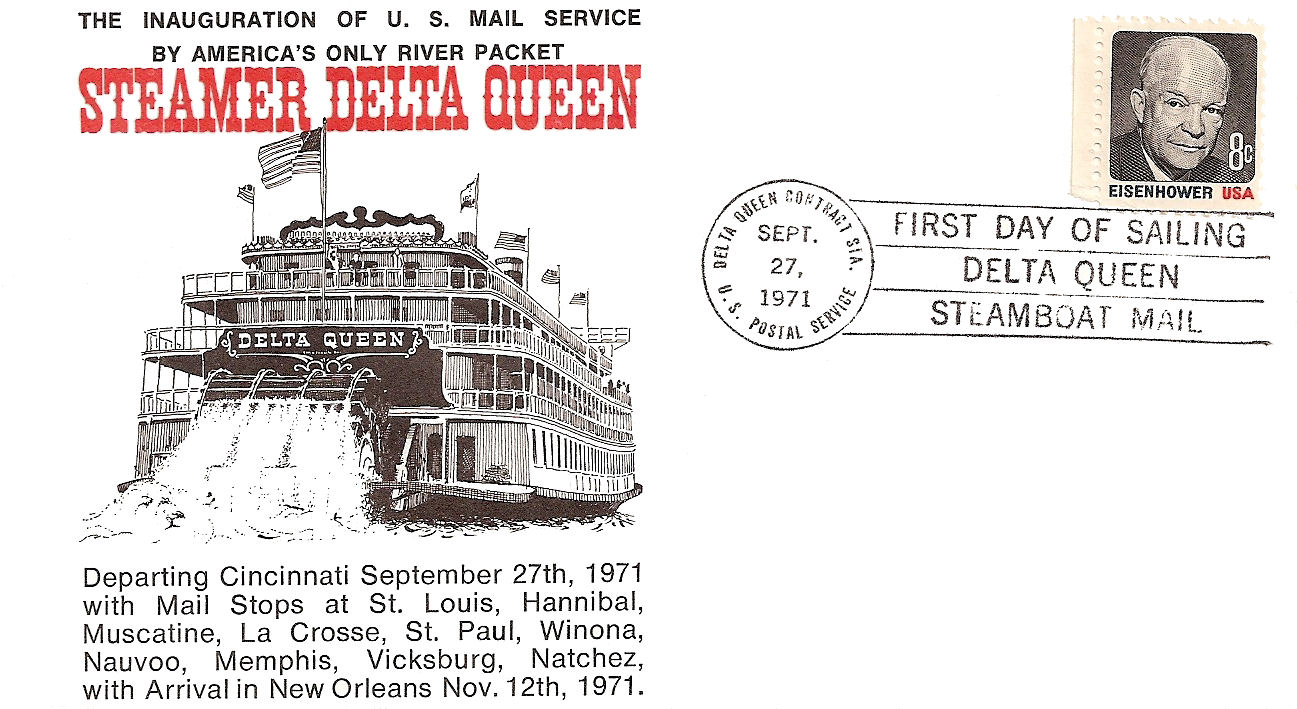 THE INAUGURATION OF U. S. MAIL SERVICE
BY AMERICA'S ONLY RIVER PACKET
STEAMER DELTA QUEEN
DELTA QUEEN
Departing Cincinnati September 27th, 1971
with Mail Stops at St. Louis, Hannibal,
Muscatine, La Crosse, St. Paul, Winona,
Nauvoo, Memphis, Vicksburg, Natchez,
with Arrival in New Orleans Nov. 12th, 1971.
8c
EISENHOWER USA
DELTA QUEEN CONTRACT STA.
SEPT.
27,
1971
U.S. POSTAL SERVICE
FIRST DAY OF SAILING
DELTA QUEEN
STEAMBOAT MAIL